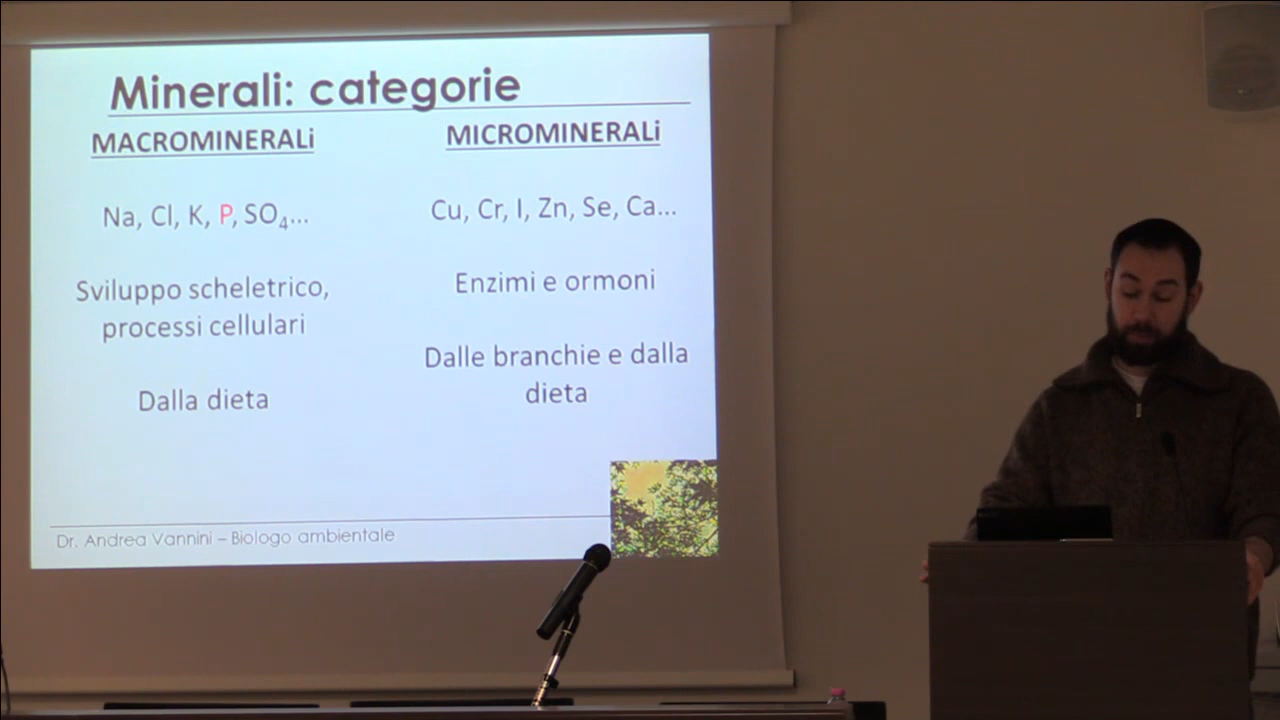 Minerali: categorie
MACROMINERALi
Na, Cl, K, P, SO₄...
Sviluppo scheletrico,
processi cellulari
Dalla dieta
MICROMINERALi
Cu, Cr, I, Zn, Se, Ca...
Enzimi e ormoni
Dalle branchie e dalla
dieta
Dr. Andrea Vannini – Biologo ambientale